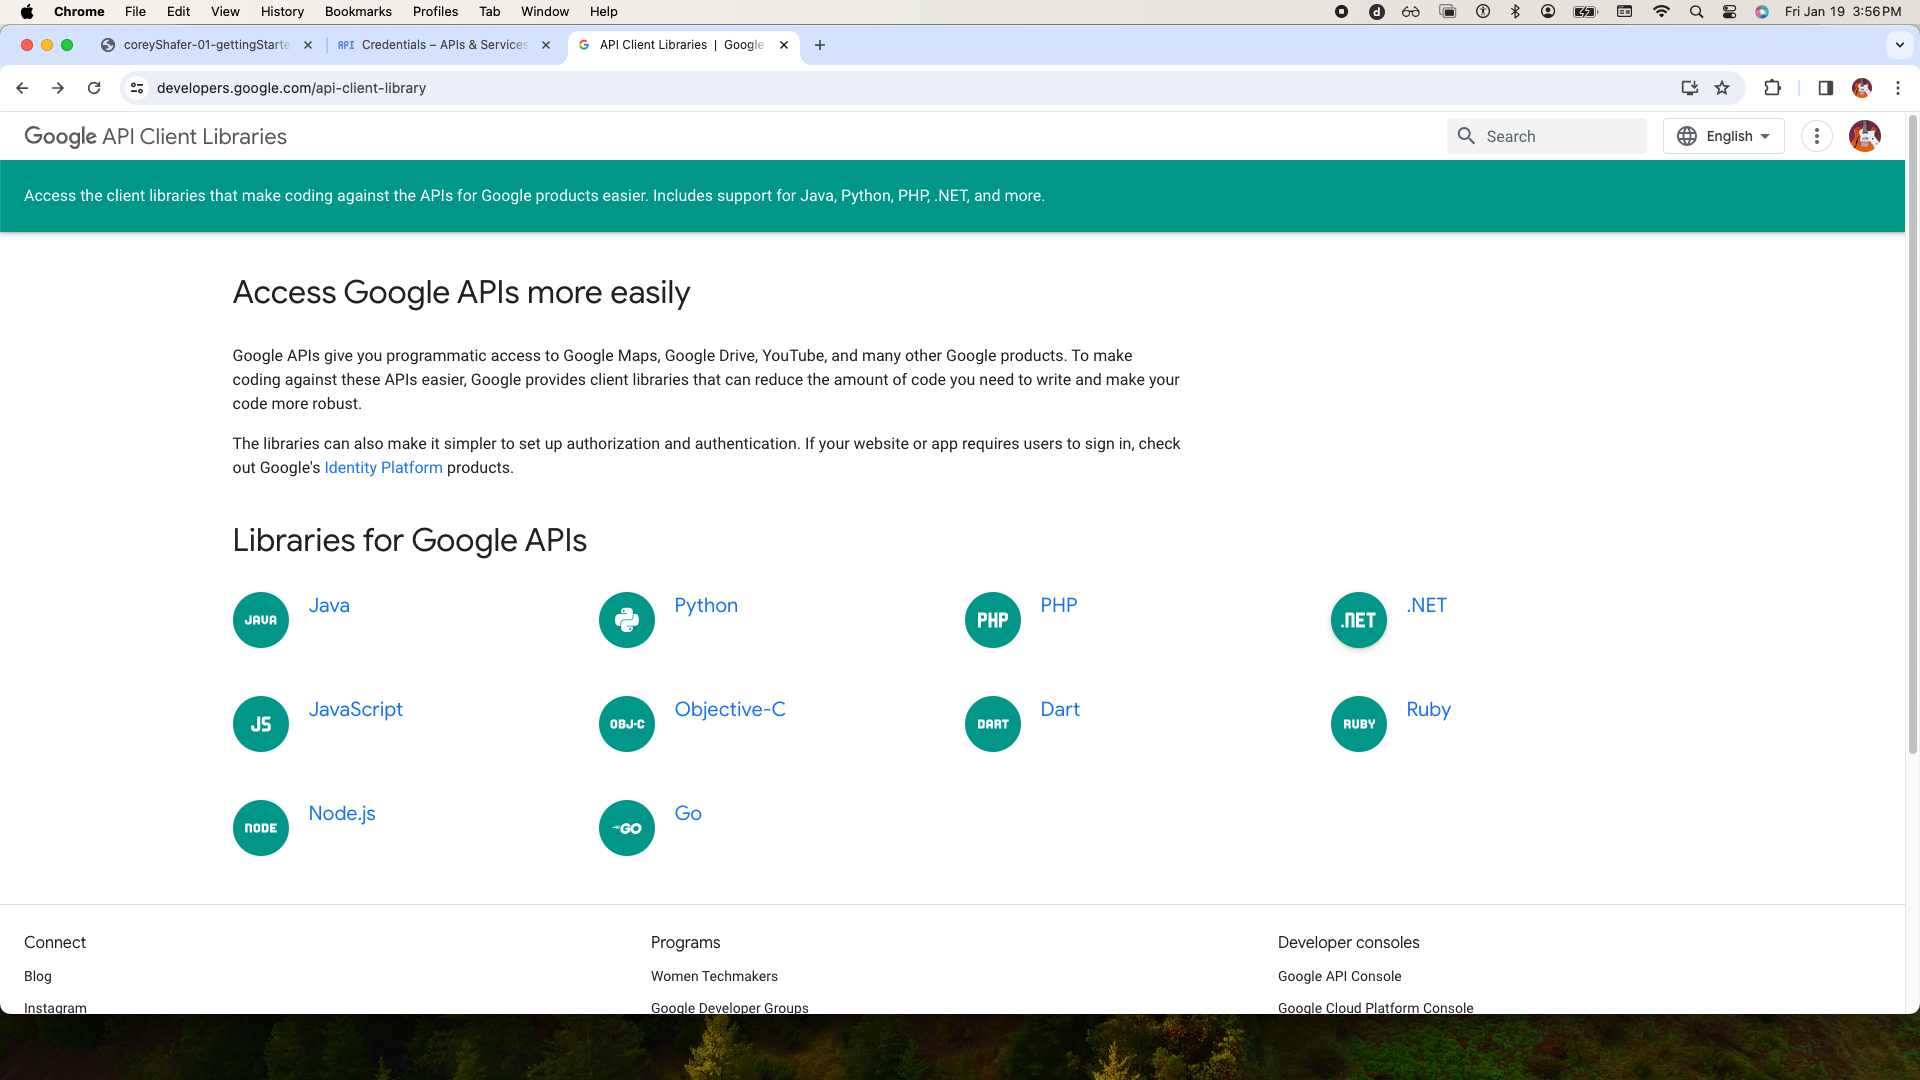 Chrome File Edit View History Bookmarks Profiles Tab Window Help Fri Jan 19 3:56 PM
coreyShafer-01-gettingStarte
API Credentials – APIs & Services
API Client Libraries | Google
developers.google.com/api-client-library
Google API Client Libraries
Search
English
Access the client libraries that make coding against the APIs for Google products easier. Includes support for Java, Python, PHP, .NET, and more.
Access Google APIs more easily
Google APIs give you programmatic access to Google Maps, Google Drive, YouTube, and many other Google products. To make
coding against these APIs easier, Google provides client libraries that can reduce the amount of code you need to write and make your
code more robust.
The libraries can also make it simpler to set up authorization and authentication. If your website or app requires users to sign in, check
out Google's Identity Platform products.
Libraries for Google APIs
JAVA Java
Python
PHP PHP
.NET .NET
JS JavaScript
OBJ-C Objective-C
DART Dart
RUBY Ruby
NODE Node.js
GO Go
Connect
Blog
Instagram
Programs
Women Techmakers
Google Developer Groups
Developer consoles
Google API Console
Google Cloud Platform Console